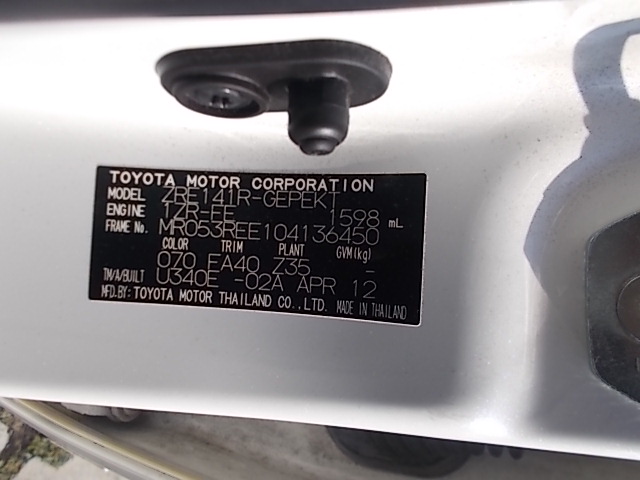 TOYOTA MOTOR CORPORATION
MODEL ZRE141R-GEPEKT
ENGINE 1ZR-FE 1598 mL
FRAME No. MR053REE104136450
COLOR TRIM PLANT GVM(kg)
070 FA40 Z35 -
TM/A/BUILT U340E -02A APR 12
MFD.BY: TOYOTA MOTOR THAILAND CO.,LTD. MADE IN THAILAND